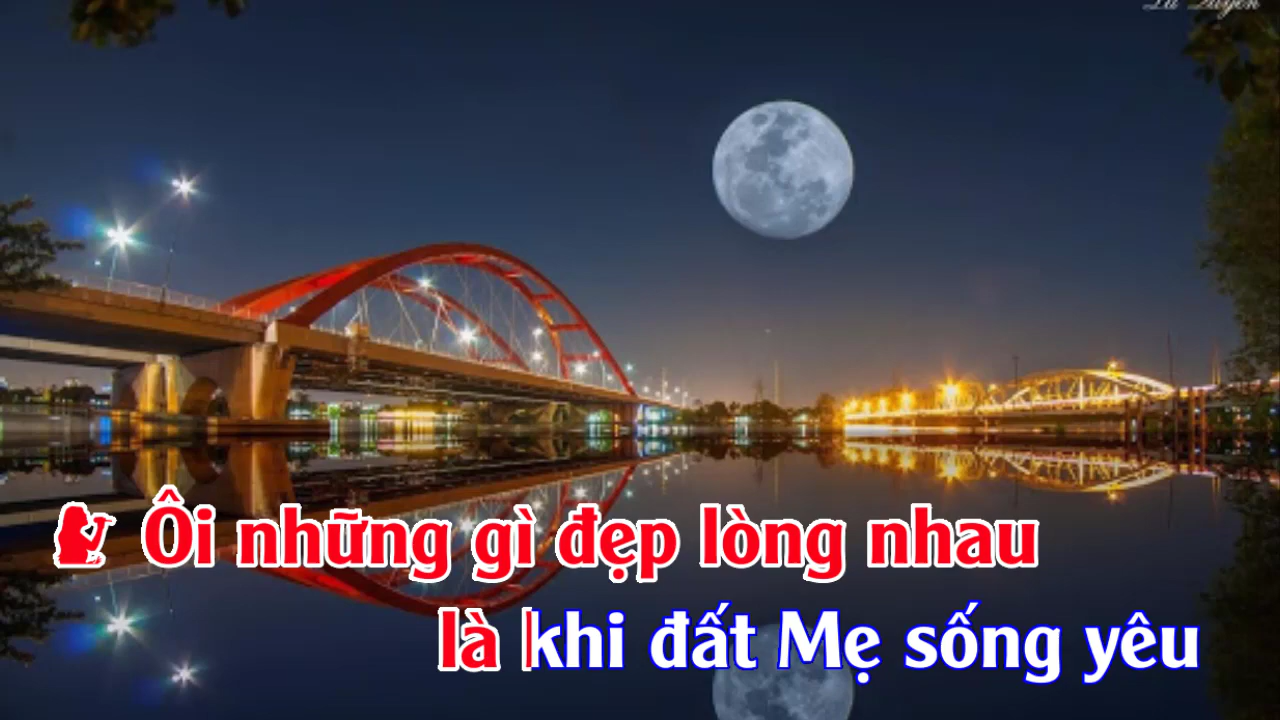 Ôi những gì đẹp lòng nhau
là khi đất Mẹ sống yêu